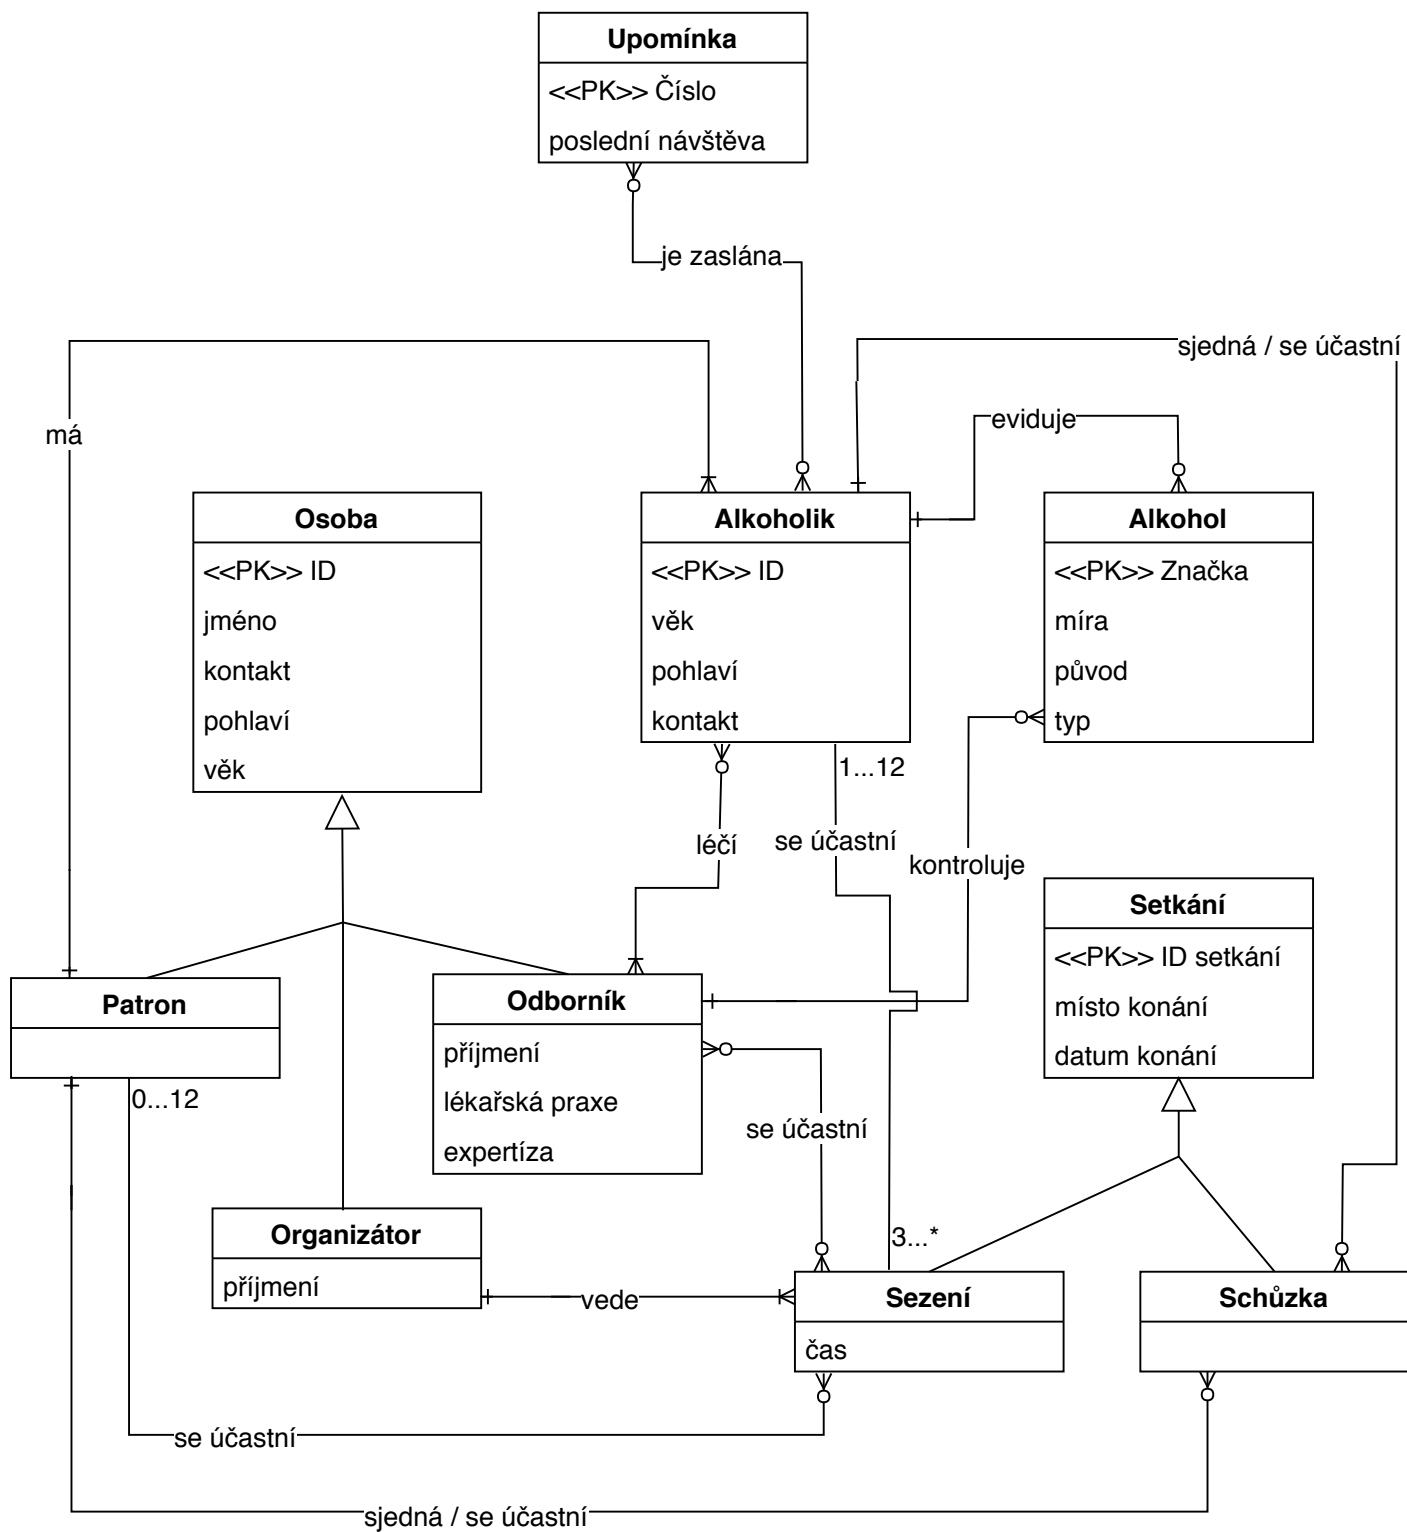 Upomínka
<<PK>> Číslo
poslední návštěva
je zaslána
sjedná / se účastní
má
eviduje
Osoba
<<PK>> ID
jméno
kontakt
pohlaví
věk
Alkoholik
<<PK>> ID
věk
pohlaví
kontakt
Alkohol
<<PK>> Značka
míra
původ
typ
1...12
léčí
se účastní
kontroluje
Setkání
<<PK>> ID setkání
místo konání
datum konání
Patron
0...12
Odborník
příjmení
lékařská praxe
expertíza
se účastní
Organizátor
příjmení
vede
3...*
Sezení
čas
Schůzka
se účastní
sjedná / se účastní